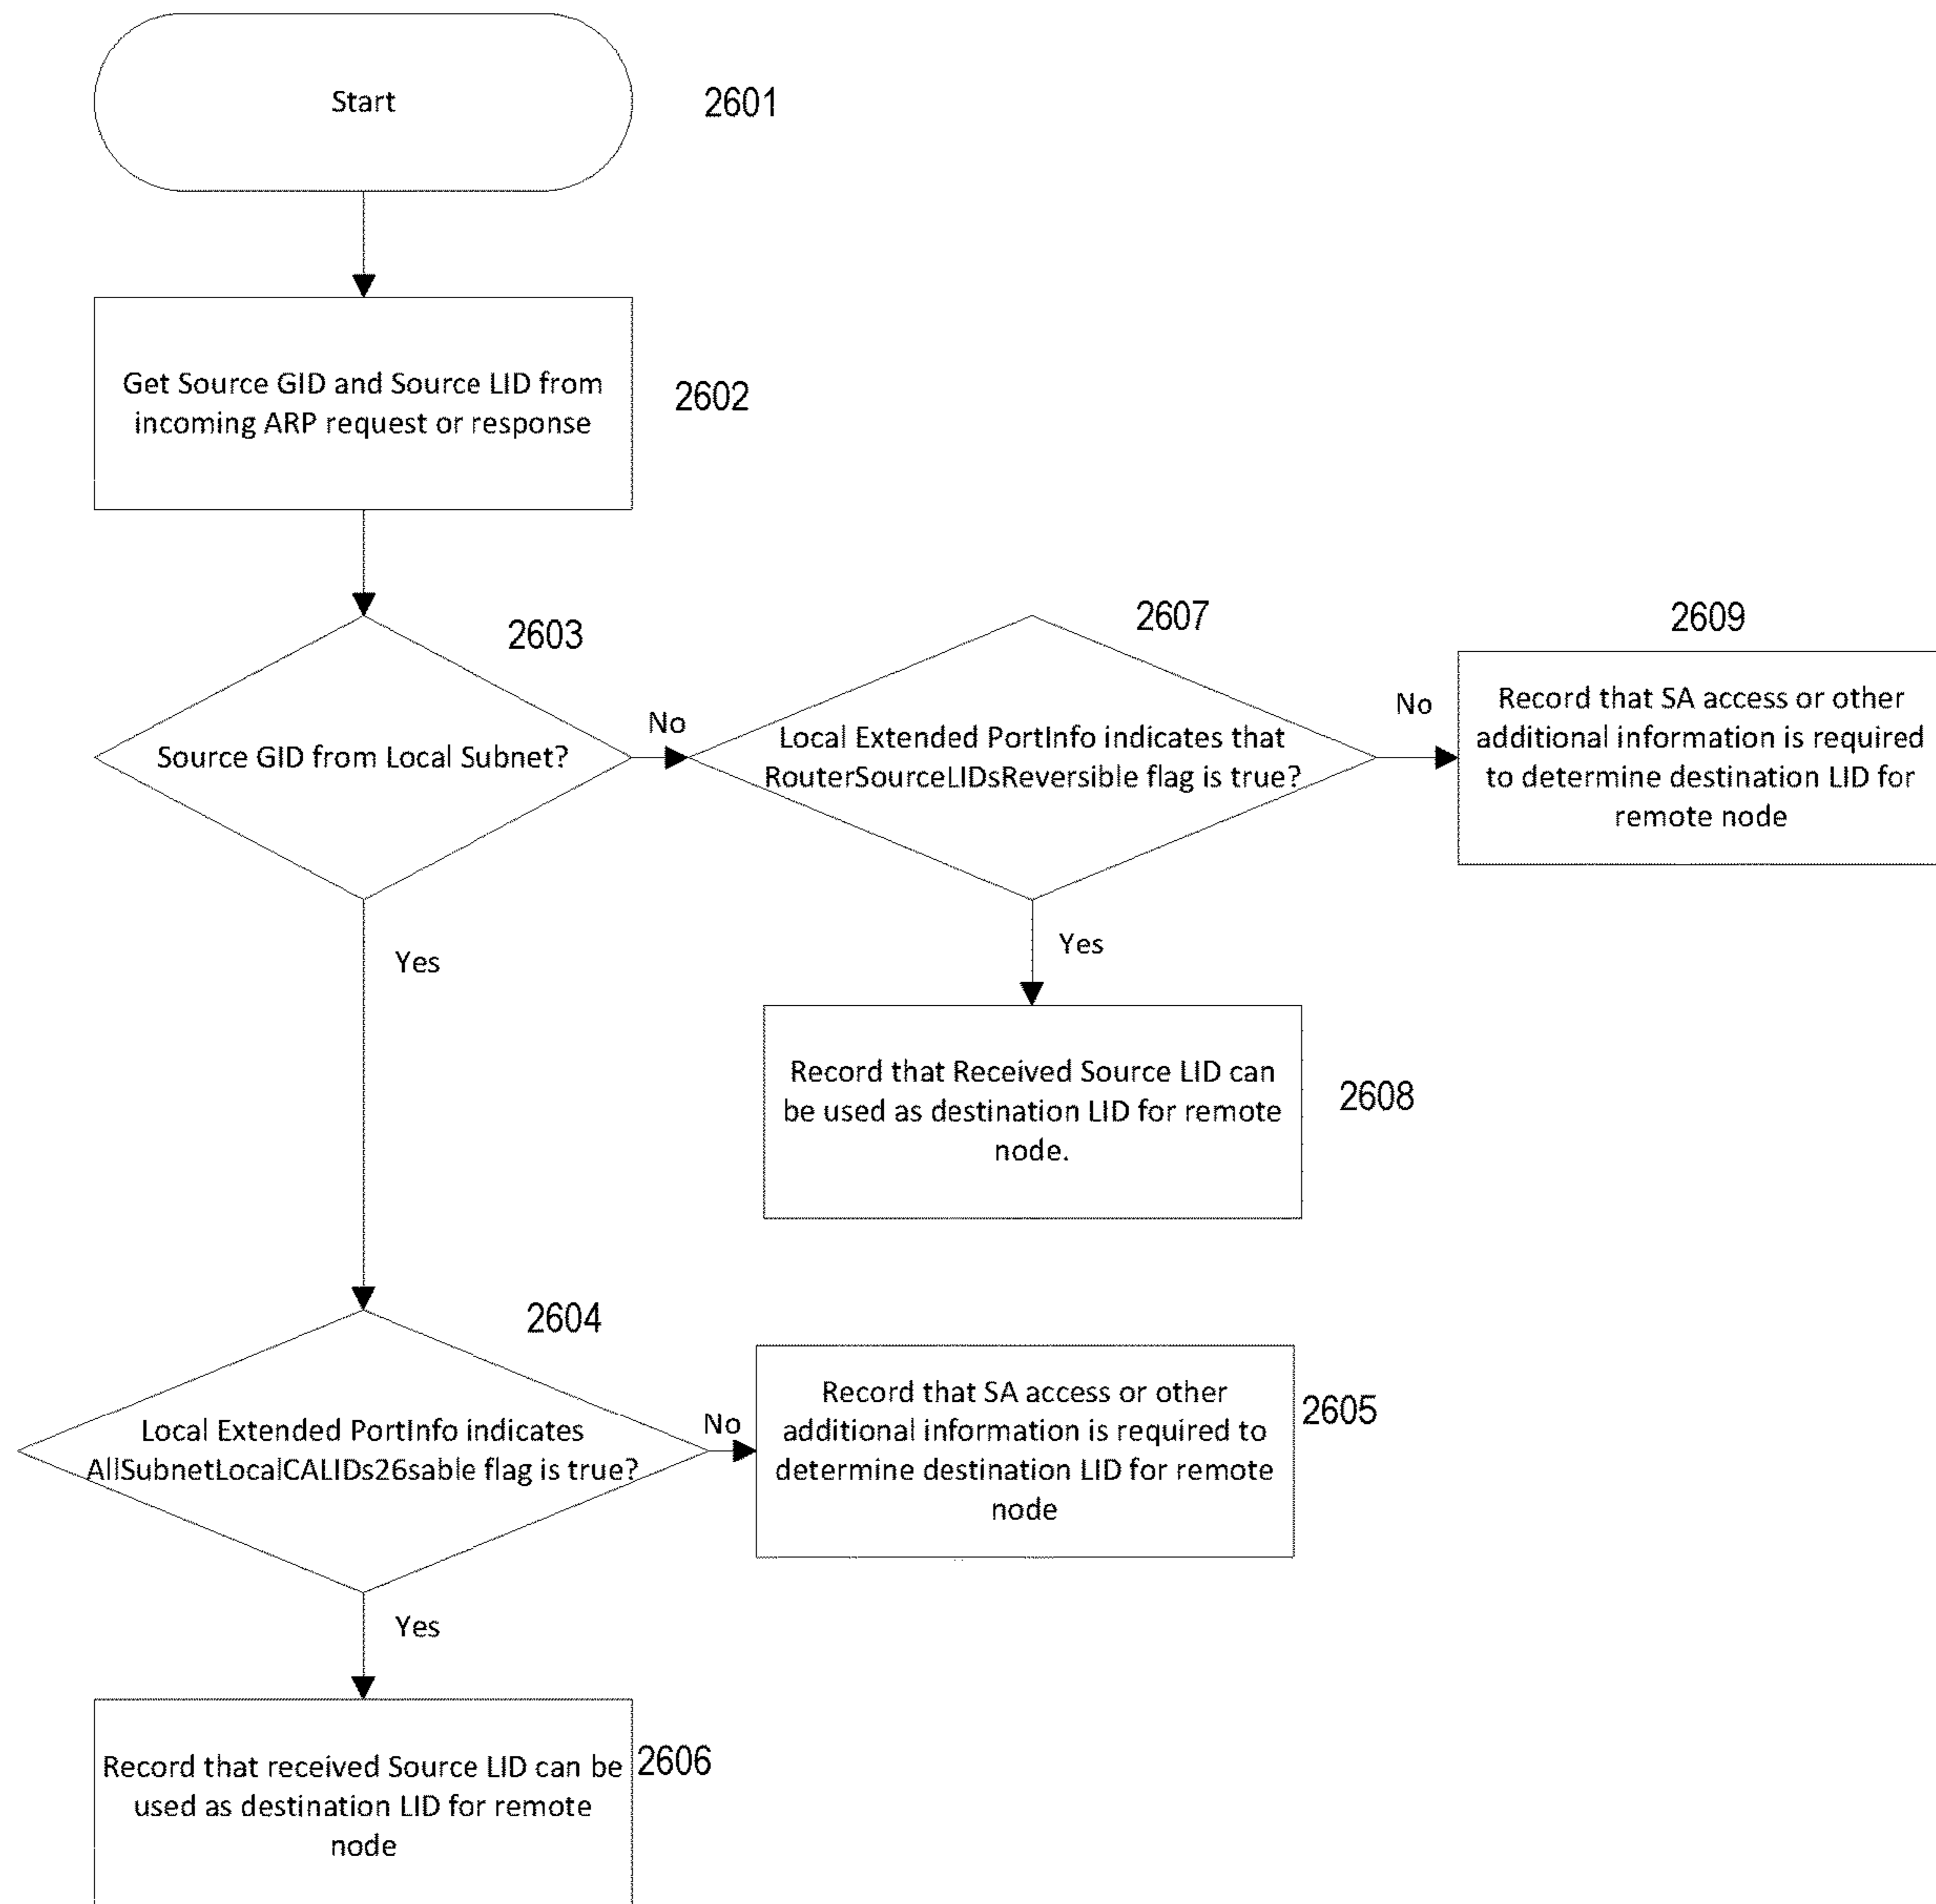 Start
2601
Get Source GID and Source LID from
incoming ARP request or response
2602
2603
Source GID from Local Subnet?
No
2607
Local Extended PortInfo indicates that
RouterSourceLIDsReversible flag is true?
No
2609
Record that SA access or other
additional information is required
to determine destination LID for
remote node
Yes
Yes
Record that Received Source LID can
be used as destination LID for remote
node.
2608
2604
Local Extended PortInfo indicates
AllSubnetLocalCALIDs26sable flag is true?
No
Record that SA access or other
additional information is required to
determine destination LID for remote
node
2605
Yes
Record that received Source LID can be
used as destination LID for remote
node
2606